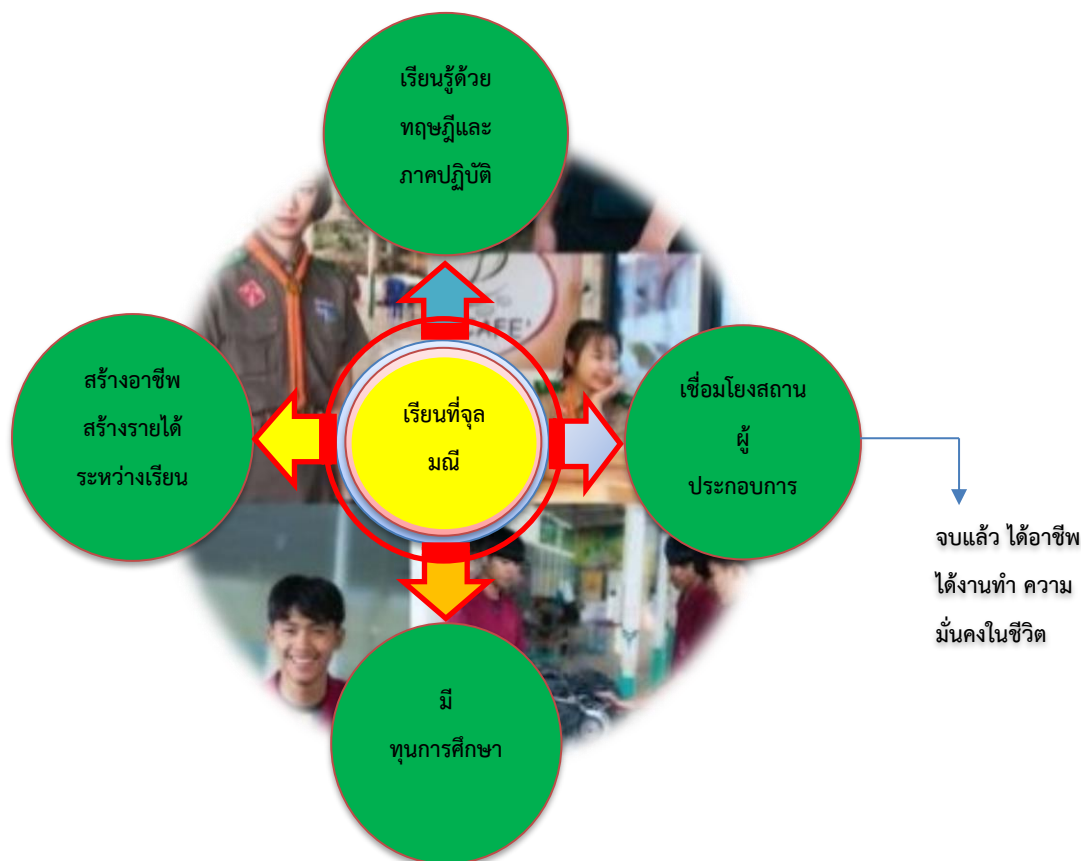 เรียนรู้ด้วย
ทฤษฎีและ
ภาคปฏิบัติ
สร้างอาชีพ
สร้างรายได้
ระหว่างเรียน
เรียนที่จุล
มณี
เชื่อมโยงสถาน
ผู้
ประกอบการ
จบแล้ว ได้อาชีพ
ได้งานทำ ความ
มั่นคงในชีวิต
มี
ทุนการศึกษา